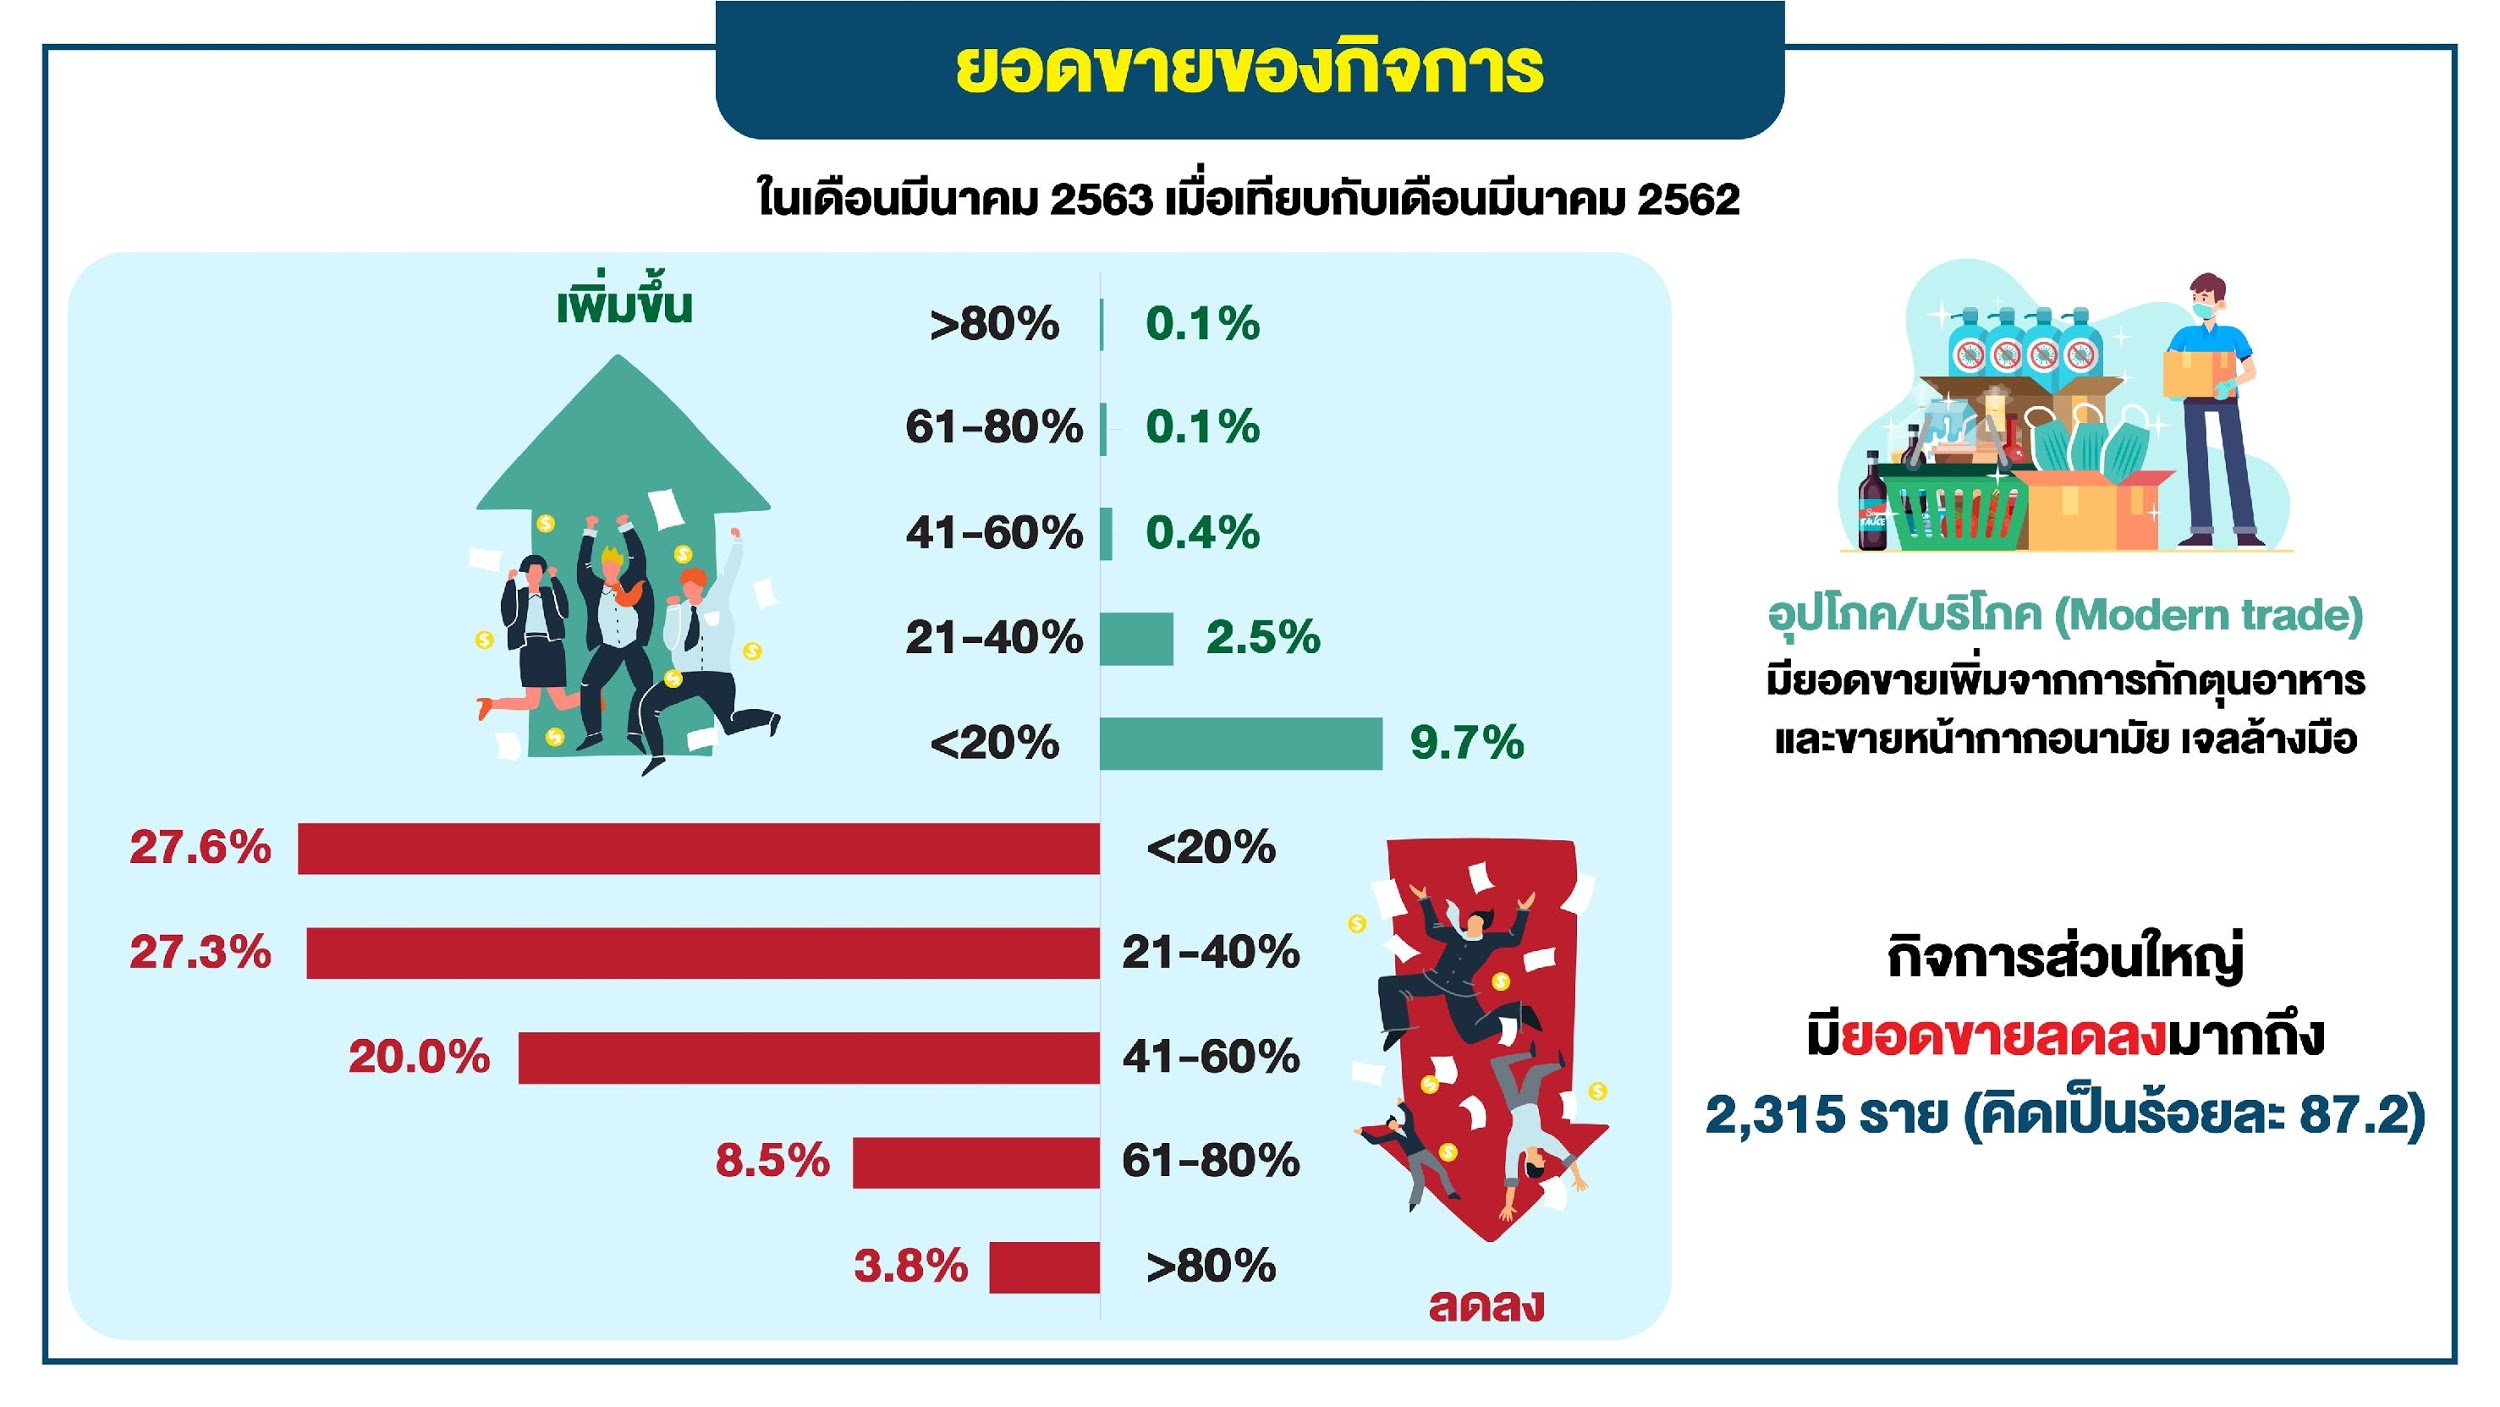 ยอดขายของกิจการ
ในเดือนมีนาคม 2563 เมื่อเทียบกับเดือนมีนาคม 2562
เพิ่มขึ้น
>80% 0.1%
61-80% 0.1%
41-60% 0.4%
21-40% 2.5%
<20% 9.7%
27.6% <20%
27.3% 21-40%
20.0% 41-60%
8.5% 61-80%
3.8% >80%
ลดลง
อุปโภค/บริโภค (Modern trade)
มียอดขายเพิ่มจากการกักตุนอาหาร
และขายหน้ากากอนามัย เจลล้างมือ
กิจการส่วนใหญ่
มียอดขายลดลงมากถึง
2,315 ราย (คิดเป็นร้อยละ 87.2)